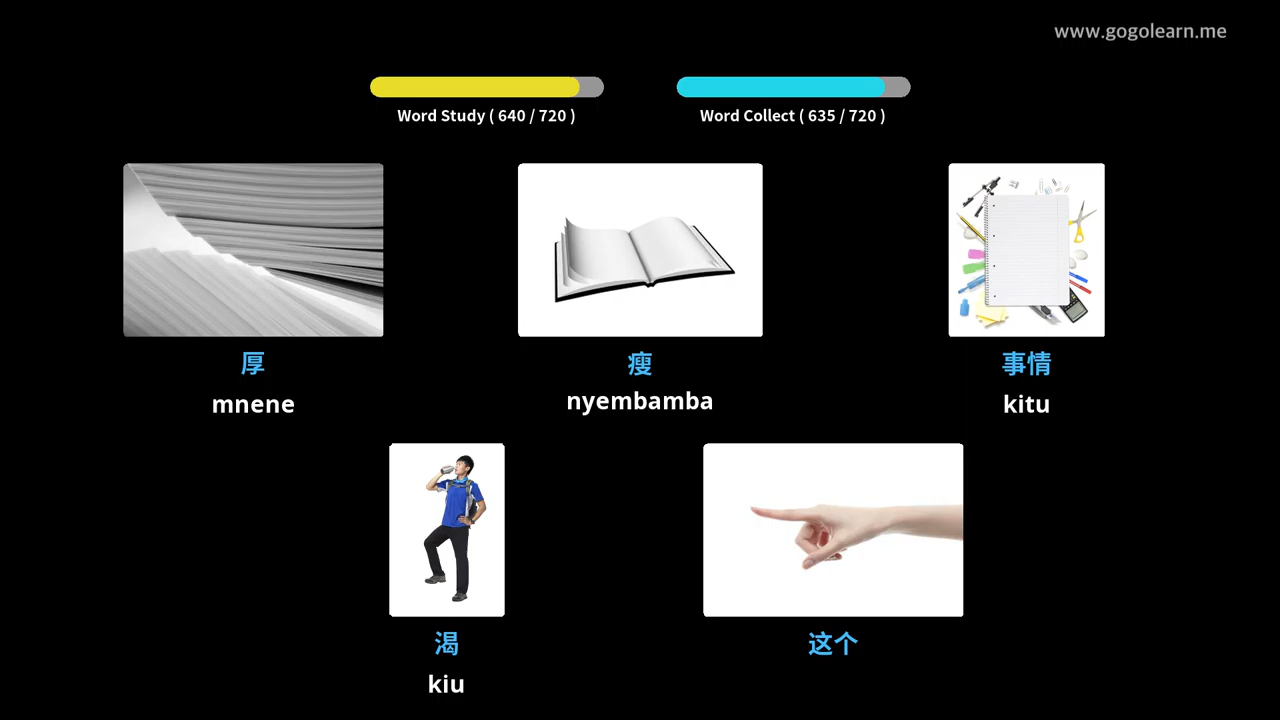 www.gogolearn.me
Word Study ( 640 / 720 )
Word Collect ( 635 / 720 )
厚
mnene
瘦
nyembamba
事情
kitu
渴
kiu
这个